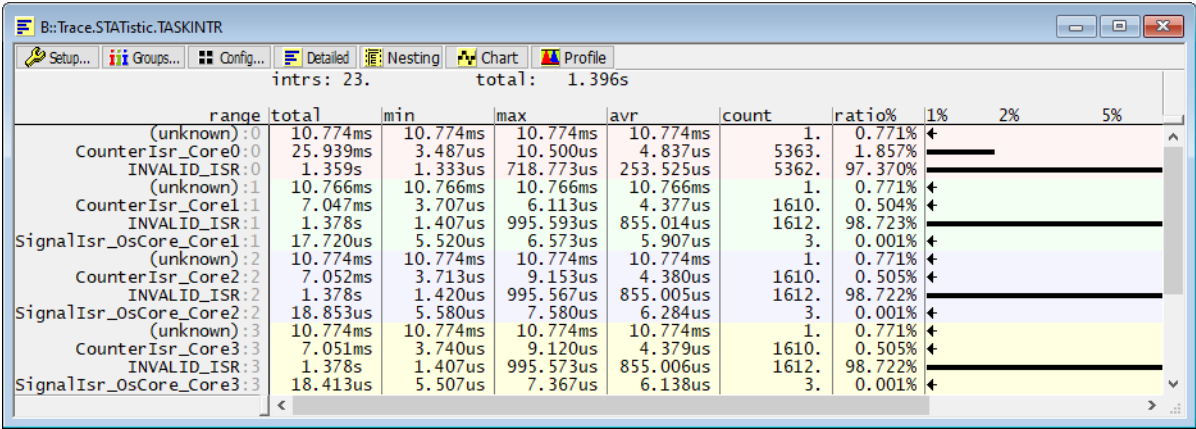 B::Trace.STATistic.TASKINTR
Setup... Groups... Config... Detailed Nesting Chart Profile
intrs: 23. total: 1.396s
range total min max avr count ratio% 1% 2% 5%
(unknown):0 10.774ms 10.774ms 10.774ms 10.774ms 1. 0.771%
CounterIsr_Core0:0 25.939ms 3.487us 10.500us 4.837us 5363. 1.857%
INVALID_ISR:0 1.359s 1.333us 718.773us 253.525us 5362. 97.370%
(unknown):1 10.766ms 10.766ms 10.766ms 10.766ms 1. 0.771%
CounterIsr_Core1:1 7.047ms 3.707us 6.113us 4.377us 1610. 0.504%
INVALID_ISR:1 1.378s 1.407us 995.593us 855.014us 1612. 98.723%
SignalIsr_OsCore_Core1:1 17.720us 5.520us 6.573us 5.907us 3. 0.001%
(unknown):2 10.774ms 10.774ms 10.774ms 10.774ms 1. 0.771%
CounterIsr_Core2:2 7.052ms 3.713us 9.153us 4.380us 1610. 0.505%
INVALID_ISR:2 1.378s 1.420us 995.567us 855.005us 1612. 98.722%
SignalIsr_OsCore_Core2:2 18.853us 5.580us 7.580us 6.284us 3. 0.001%
(unknown):3 10.774ms 10.774ms 10.774ms 10.774ms 1. 0.771%
CounterIsr_Core3:3 7.051ms 3.740us 9.120us 4.379us 1610. 0.505%
INVALID_ISR:3 1.378s 1.407us 995.573us 855.006us 1612. 98.722%
SignalIsr_OsCore_Core3:3 18.413us 5.507us 7.367us 6.138us 3. 0.001%